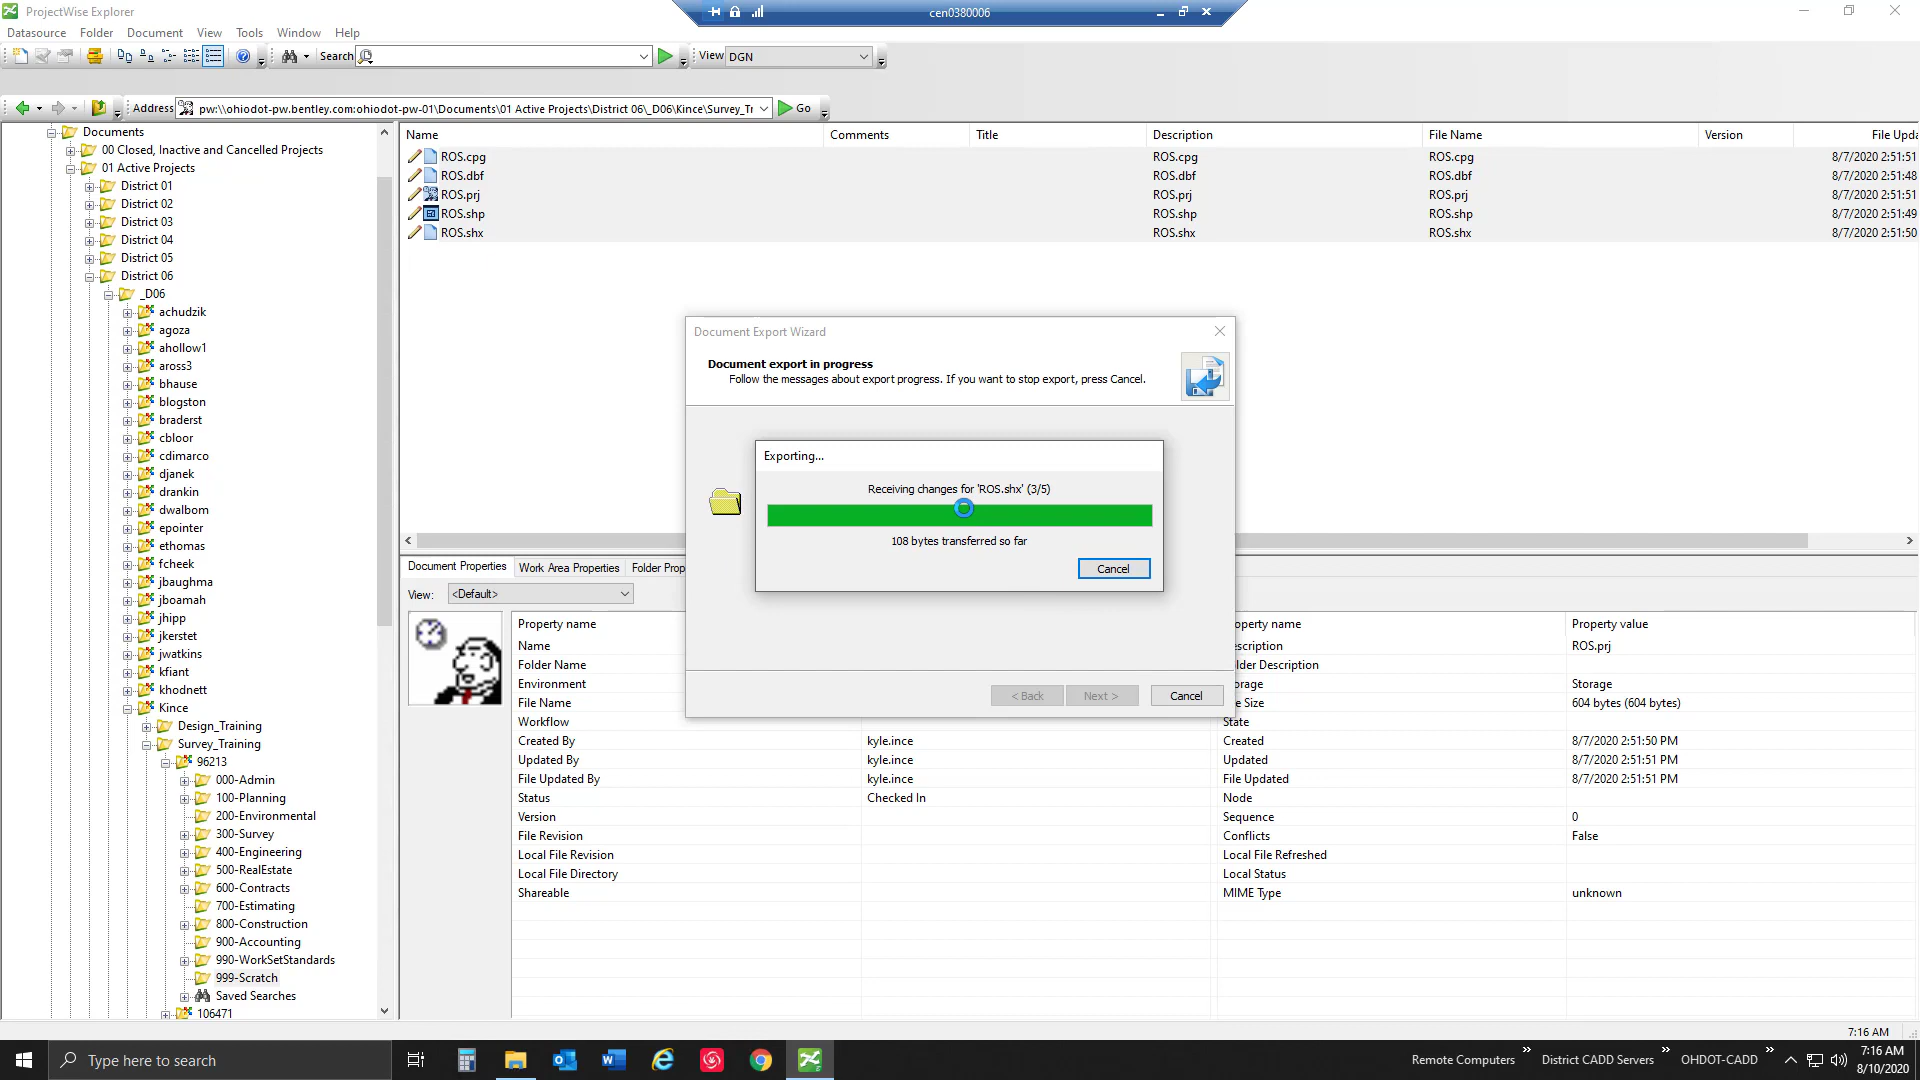 ProjectWise Explorer
cen0380006
Datasource Folder Document View Tools Window Help
Search View DGN
Address pw:\\ohiodot-pw.bentley.com:ohiodot-pw-01\Documents\01 Active Projects\District 06\_D06\Kince\Survey_Tr Go
Documents
00 Closed, Inactive and Cancelled Projects
01 Active Projects
District 01
District 02
District 03
District 04
District 05
District 06
_D06
achudzik
agoza
ahollow1
aross3
bhause
blogston
braderst
cbloor
cdimarco
djanek
drankin
dwalbom
epointer
ethomas
fcheek
jbaughma
jboamah
jhipp
jkerstet
jwatkins
kfiant
khodnett
Kince
Design_Training
Survey_Training
96213
000-Admin
100-Planning
200-Environmental
300-Survey
400-Engineering
500-RealEstate
600-Contracts
700-Estimating
800-Construction
900-Accounting
990-WorkSetStandards
999-Scratch
Saved Searches
106471
Name Comments Title Description File Name Version File Upda
ROS.cpg ROS.cpg ROS.cpg 8/7/2020 2:51:51
ROS.dbf ROS.dbf ROS.dbf 8/7/2020 2:51:48
ROS.prj ROS.prj ROS.prj 8/7/2020 2:51:51
ROS.shp ROS.shp ROS.shp 8/7/2020 2:51:49
ROS.shx ROS.shx ROS.shx 8/7/2020 2:51:50
Document Export Wizard
Document export in progress
Follow the messages about export progress. If you want to stop export, press Cancel.
Exporting...
Receiving changes for 'ROS.shx' (3/5)
108 bytes transferred so far
Cancel
< Back Next > Cancel
Document Properties Work Area Properties Folder Prop
View: <Default>
Property name operty name Property value
Name escription ROS.prj
Folder Name lder Description
Environment orage Storage
File Name e Size 604 bytes (604 bytes)
Workflow State
Created By kyle.ince Created 8/7/2020 2:51:50 PM
Updated By kyle.ince Updated 8/7/2020 2:51:51 PM
File Updated By kyle.ince File Updated 8/7/2020 2:51:51 PM
Status Checked In Node
Version Sequence 0
File Revision Conflicts False
Local File Revision Local File Refreshed
Local File Directory Local Status
Shareable MIME Type unknown
7:16 AM
Type here to search
Remote Computers » District CADD Servers » OHDOT-CADD »
7:16 AM
8/10/2020